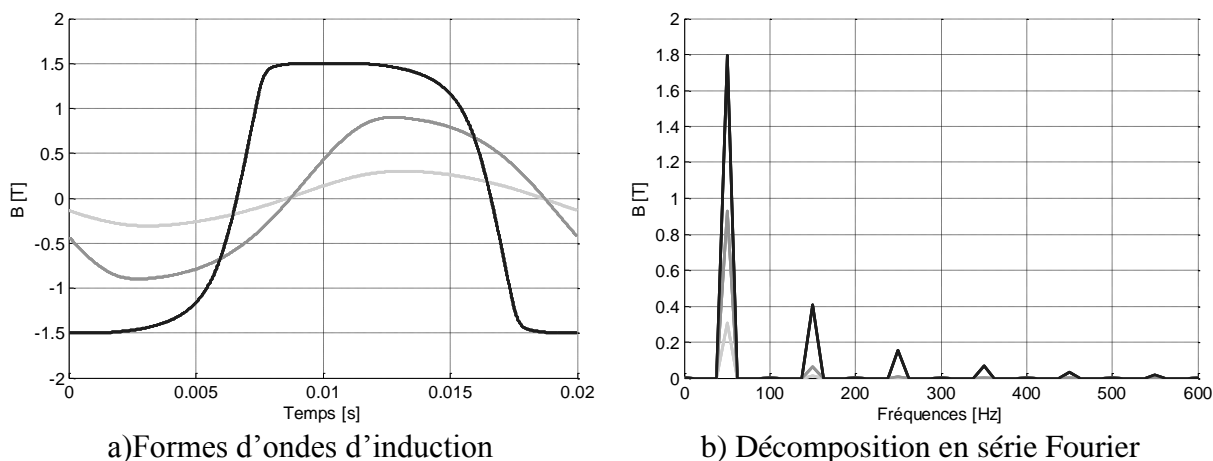 2
1.5
1
0.5
0
-0.5
-1
-1.5
-2
B [T]
0 0.005 0.01 0.015 0.02
Temps [s]
a)Formes d'ondes d'induction
2
1.8
1.6
1.4
1.2
1
0.8
0.6
0.4
0.2
0
B [T]
0 100 200 300 400 500 600
Fréquences [Hz]
b) Décomposition en série Fourier